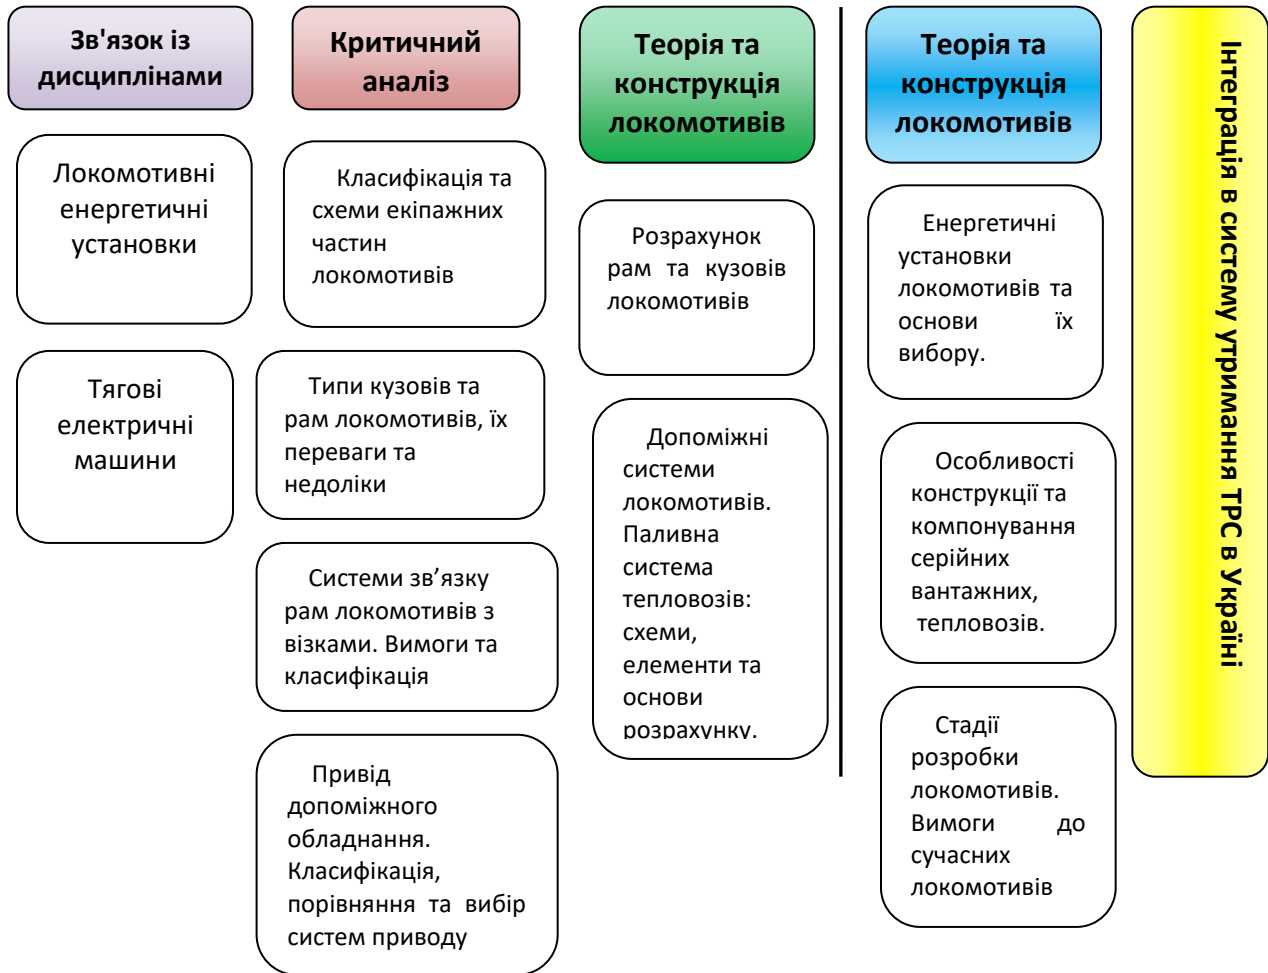 Зв'язок із
дисциплінами
Локомотивні
енергетичні
установки
Тягові
електричні
машини
Критичний
аналіз
Класифікація та
схеми екіпажних
частин
локомотивів
Типи кузовів та
рам локомотивів, їх
переваги та
недоліки
Системи зв’язку
рам локомотивів з
візками. Вимоги та
класифікація
Привід
допоміжного
обладнання.
Класифікація,
порівняння та вибір
систем приводу
Теорія та
конструкція
локомотивів
Розрахунок
рам та кузовів
локомотивів
Допоміжні
системи
локомотивів.
Паливна
система
тепловозів:
схеми,
елементи та
основи
розрахунку.
Теорія та
конструкція
локомотивів
Енергетичні
установки
локомотивів та
основи їх
вибору.
Особливості
конструкції та
компонування
серійних
вантажних,
тепловозів.
Стадії
розробки
локомотивів.
Вимоги до
сучасних
локомотивів
Інтеграція в систему утримання ТРС в Україні